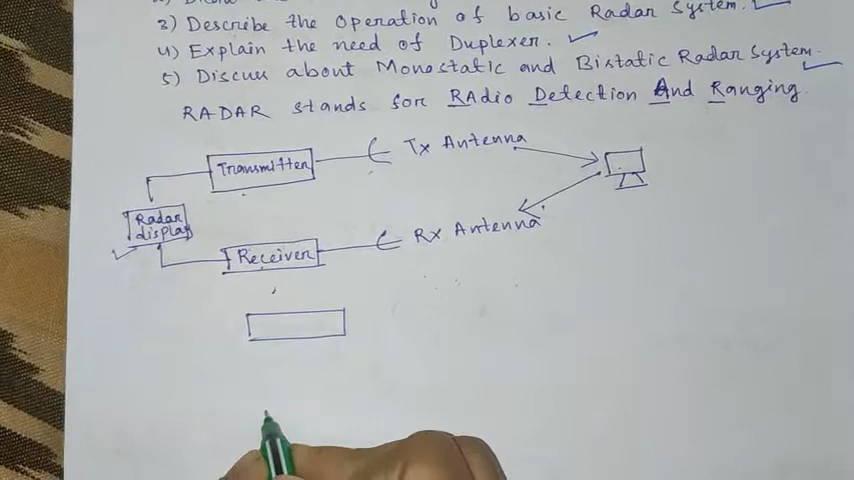 3) Describe the operation of basic Radar System.
4) Explain the need of Duplexer.
5) Discuss about Monostatic and Bistatic Radar System.
RADAR stands for RAdio Detection And Ranging.
Transmitter
Tx Antenna
Radar
display
Receiver
Rx Antenna